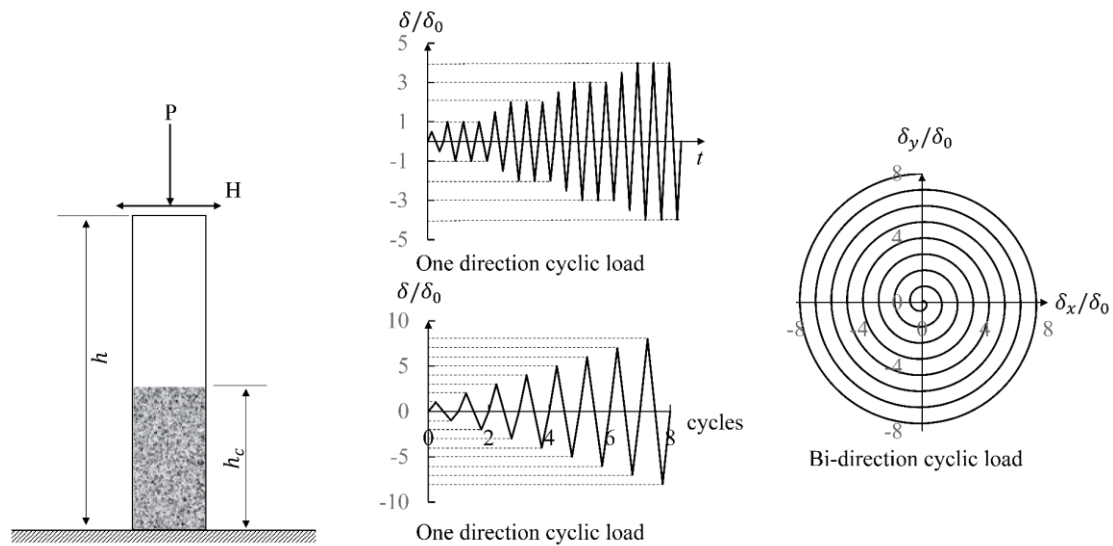 P
H
h
h_c
δ/δ_0
5
3
1
-1
-3
-5
t
One direction cyclic load
δ/δ_0
10
5
0
-5
-10
0 2 4 6 8
cycles
One direction cyclic load
δ_y/δ_0
8
4
0
-4
-8
-8 -4 0 4 8
δ_x/δ_0
Bi-direction cyclic load